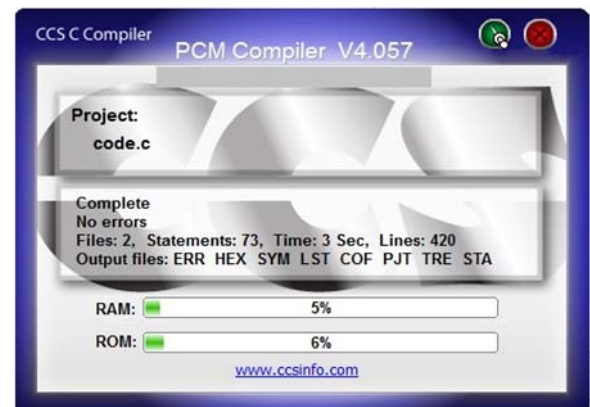 CCS C Compiler
PCM Compiler V4.057
Project:
code.c
Complete
No errors
Files: 2, Statements: 73, Time: 3 Sec, Lines: 420
Output files: ERR HEX SYM LST COF PJT TRE STA
RAM: 5%
ROM: 6%
www.ccsinfo.com